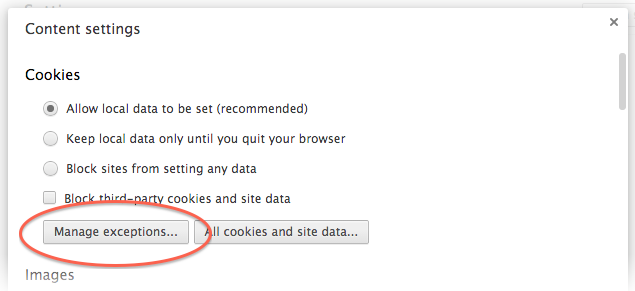 Content settings
Cookies
Allow local data to be set (recommended)
Keep local data only until you quit your browser
Block sites from setting any data
Block third-party cookies and site data
Manage exceptions... All cookies and site data...
Images